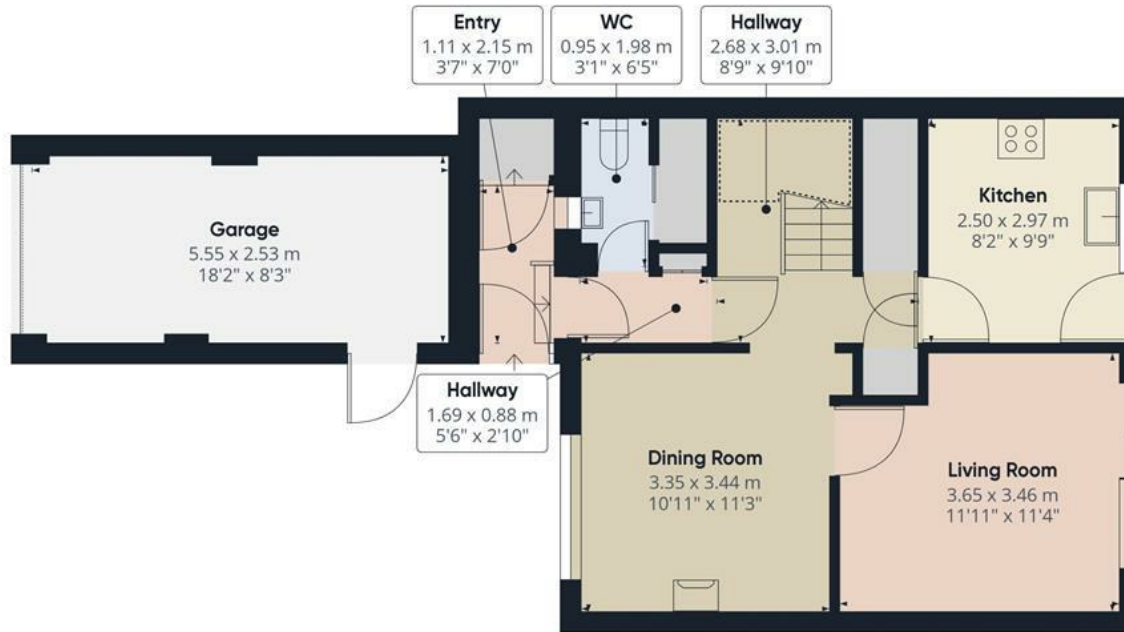 Entry
1.11 x 2.15 m
3'7" x 7'0"
WC
0.95 x 1.98 m
3'1" x 6'5"
Hallway
2.68 x 3.01 m
8'9" x 9'10"
Garage
5.55 x 2.53 m
18'2" x 8'3"
Kitchen
2.50 x 2.97 m
8'2" x 9'9"
Hallway
1.69 x 0.88 m
5'6" x 2'10"
Dining Room
3.35 x 3.44 m
10'11" x 11'3"
Living Room
3.65 x 3.46 m
11'11" x 11'4"